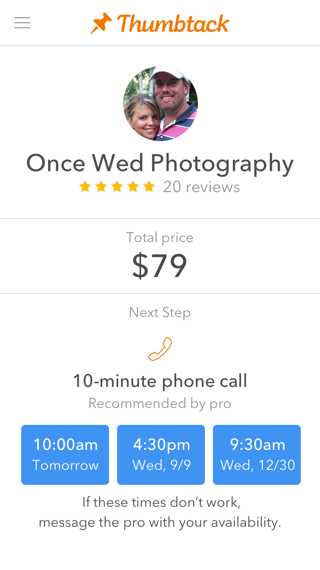 Thumbtack
Once Wed Photography
20 reviews
Total price
$79
Next Step
10-minute phone call
Recommended by pro
10:00am
Tomorrow
4:30pm
Wed, 9/9
9:30am
Wed, 12/30
If these times don’t work,
message the pro with your availability.